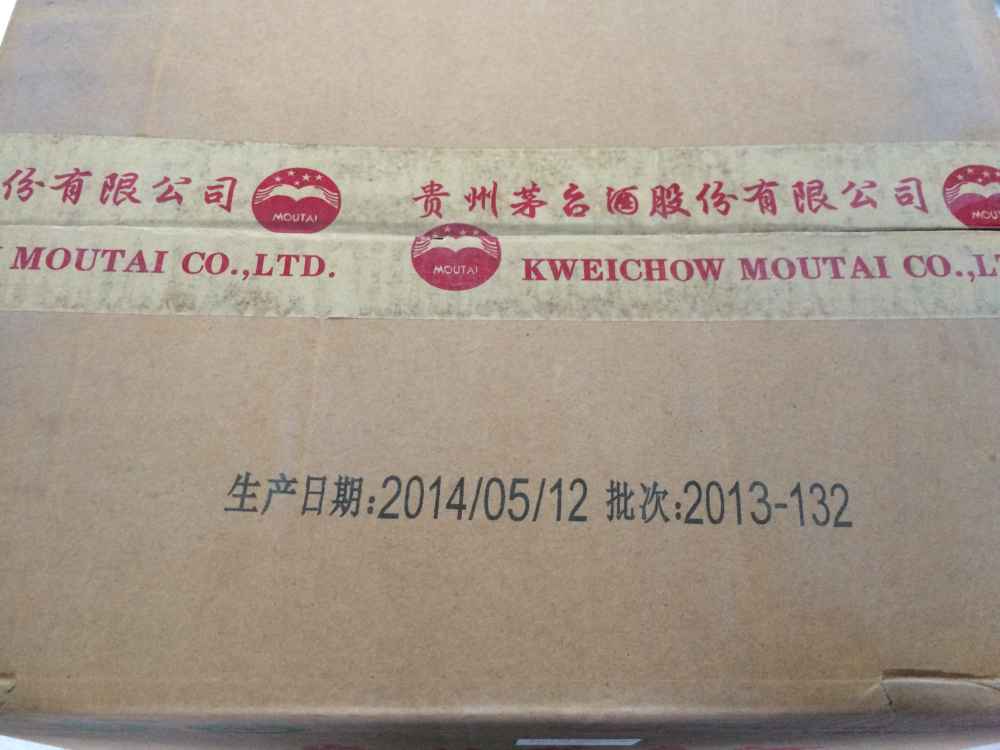 份有限公司 MOUTAI 贵州茅台酒股份有限公司 MOUTAI
MOUTAI CO.,LTD. MOUTAI KWEICHOW MOUTAI CO.,LT
生产日期:2014/05/12 批次:2013-132